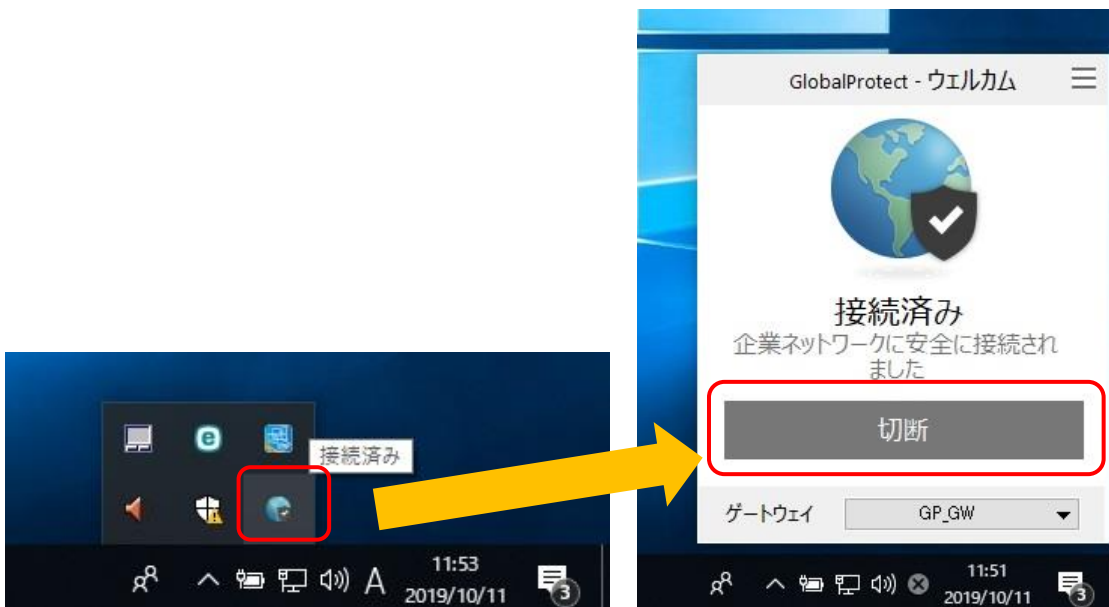 接続済み
A
11:53
2019/10/11
3
GlobalProtect - ウェルカム
接続済み
企業ネットワークに安全に接続され
ました
切断
ゲートウェイ
GP_GW
11:51
2019/10/11
3